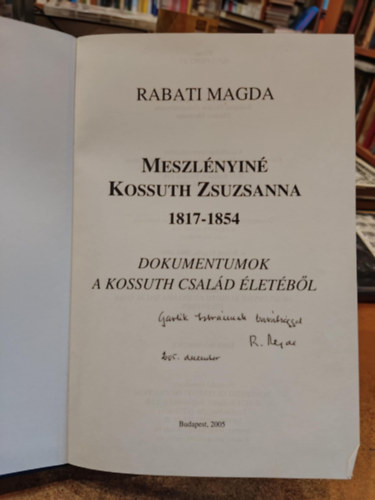 RABATI MAGDA
MESZLÉNYINÉ
KOSSUTH ZSUZSANNA
1817-1854
DOKUMENTUMOK
A KOSSUTH CSALÁD ÉLETÉBŐL
R. Magda
2005. december
Budapest, 2005